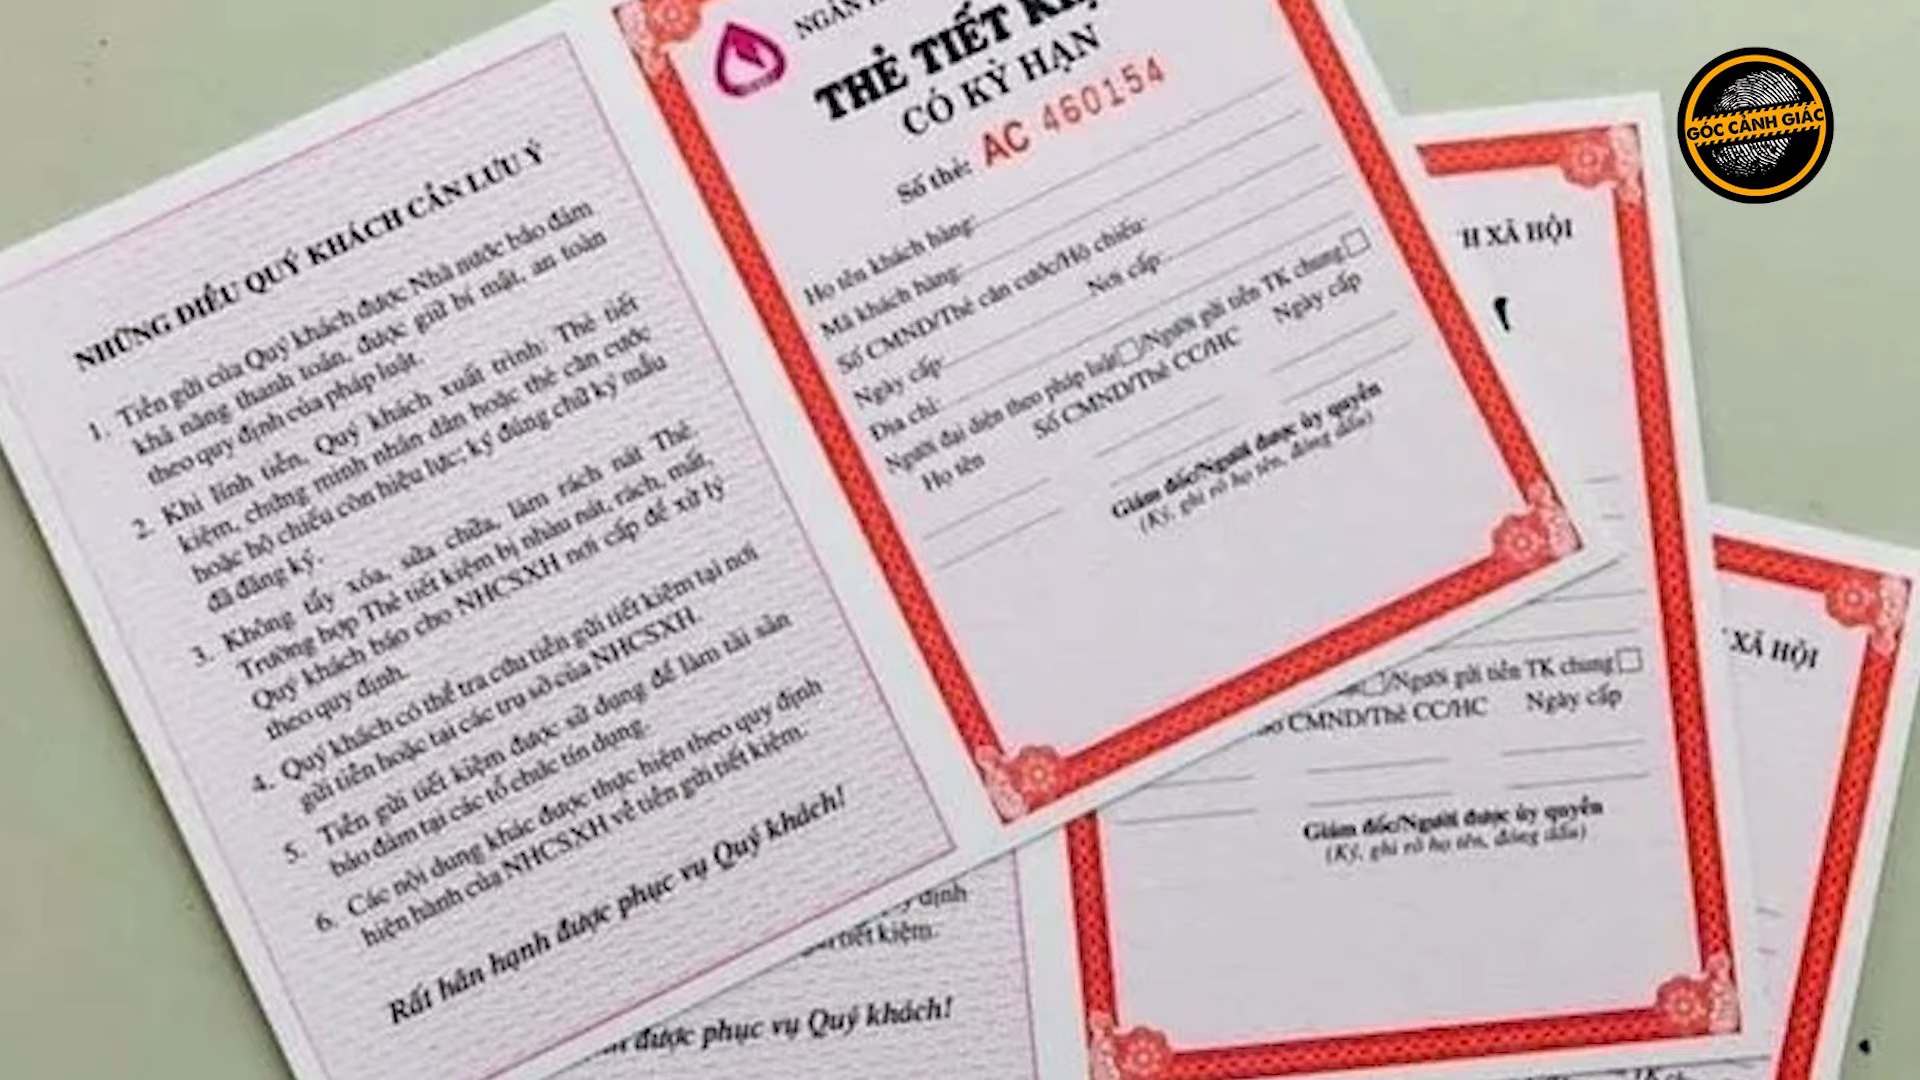 NHỮNG ĐIỀU QUÝ KHÁCH CẦN LƯU Ý
1. Tiền gửi của Quý khách được Nhà nước bảo đảm
khả năng thanh toán, được giữ bí mật, an toàn
theo quy định của pháp luật.
2. Khi lĩnh tiền, Quý khách xuất trình: Thẻ tiết
kiệm, chứng minh nhân dân hoặc thẻ căn cước
hoặc hộ chiếu còn hiệu lực; ký đúng chữ ký mẫu
đã đăng ký.
3. Không tẩy xóa, sửa chữa, làm rách nát Thẻ.
Trường hợp Thẻ tiết kiệm bị nhàu nát, rách, mất,
Quý khách báo cho NHCSXH nơi cấp để xử lý
theo quy định.
4. Quý khách có thể tra cứu tiền gửi tiết kiệm tại nơi
gửi tiền hoặc tại các trụ sở của NHCSXH.
5. Tiền gửi tiết kiệm được sử dụng để làm tài sản
bảo đảm tại các tổ chức tín dụng.
6. Các nội dung khác được thực hiện theo quy định
hiện hành của NHCSXH về tiền gửi tiết kiệm.
Rất hân hạnh được phục vụ Quý khách!
THẺ TIẾT
CÓ KỲ HẠN
Số thẻ: AC 460154
Họ tên khách hàng:
Mã khách hàng:
Số CMND/Thẻ căn cước/Hộ chiếu:
Ngày cấp: Nơi cấp:
Địa chỉ:
Người đại diện theo pháp luật/Người gửi tiền TK chung
Họ tên Số CMND/Thẻ CC/HC Ngày cấp
Giám đốc/Người được ủy quyền
(Ký, ghi rõ họ tên, đóng dấu)
GÓC CẢNH GIÁC
XÃ HỘI
/Người gửi tiền TK chung
CMND/Thẻ CC/HC Ngày cấp
Giám đốc/Người được ủy quyền
(Ký, ghi rõ họ tên, đóng dấu)
XÃ HỘI
định
tiết kiệm.
được phục vụ Quý khách!